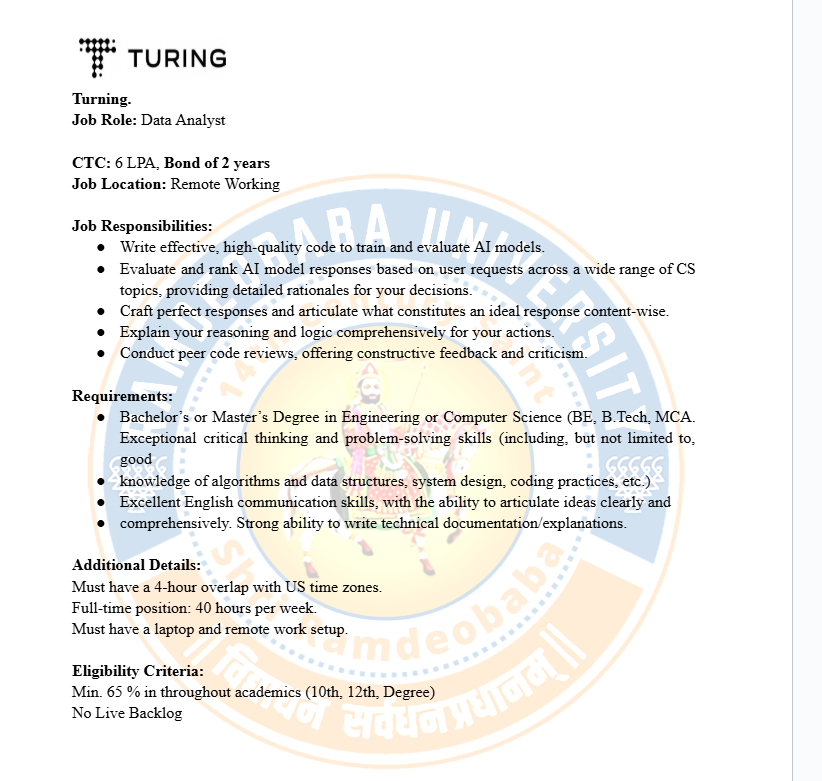 TURING
Turning.
Job Role: Data Analyst
CTC: 6 LPA, Bond of 2 years
Job Location: Remote Working
Job Responsibilities:
● Write effective, high-quality code to train and evaluate AI models.
● Evaluate and rank AI model responses based on user requests across a wide range of CS
topics, providing detailed rationales for your decisions.
● Craft perfect responses and articulate what constitutes an ideal response content-wise.
● Explain your reasoning and logic comprehensively for your actions.
● Conduct peer code reviews, offering constructive feedback and criticism.
Requirements:
● Bachelor’s or Master’s Degree in Engineering or Computer Science (BE, B.Tech, MCA.
Exceptional critical thinking and problem-solving skills (including, but not limited to,
good
● knowledge of algorithms and data structures, system design, coding practices, etc.)
● Excellent English communication skills, with the ability to articulate ideas clearly and
● comprehensively. Strong ability to write technical documentation/explanations.
Additional Details:
Must have a 4-hour overlap with US time zones.
Full-time position: 40 hours per week.
Must have a laptop and remote work setup.
Eligibility Criteria:
Min. 65 % in throughout academics (10th, 12th, Degree)
No Live Backlog
RAMDEOBABA UNIVERSITY
14th Century Saint
Shri Ramdeobaba
॥ विद्याधनं सर्वधनप्रधानम् ॥